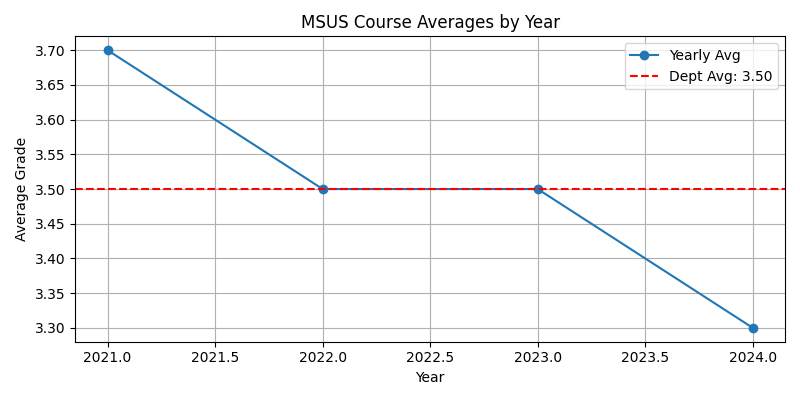 MSUS Course Averages by Year
Yearly Avg
Dept Avg: 3.50
Average Grade
3.70
3.65
3.60
3.55
3.50
3.45
3.40
3.35
3.30
2021.0 2021.5 2022.0 2022.5 2023.0 2023.5 2024.0
Year